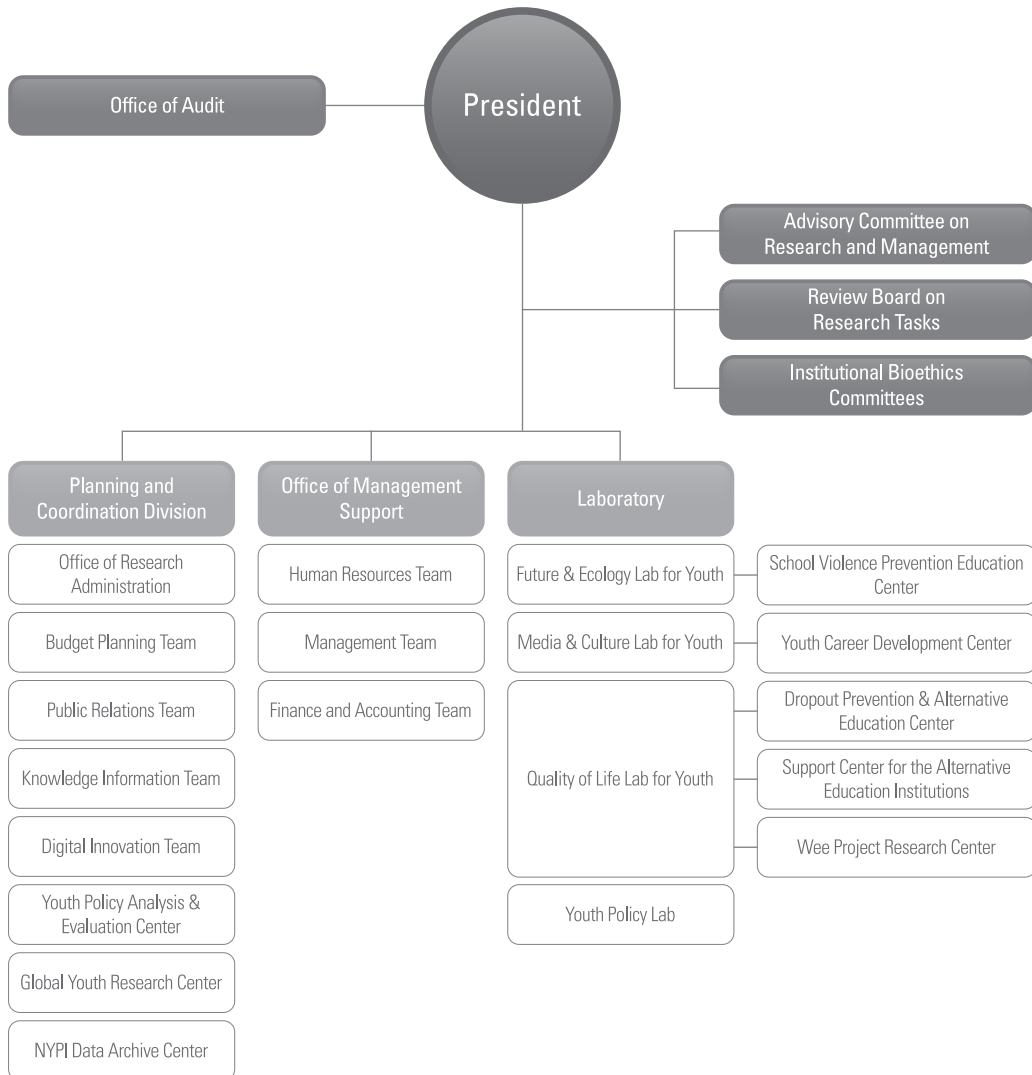 Office of Audit
President
Advisory Committee on
Research and Management
Review Board on
Research Tasks
Institutional Bioethics
Committees
Planning and
Coordination Division
Office of Research
Administration
Budget Planning Team
Public Relations Team
Knowledge Information Team
Digital Innovation Team
Youth Policy Analysis &
Evaluation Center
Global Youth Research Center
NYPI Data Archive Center
Office of Management
Support
Human Resources Team
Management Team
Finance and Accounting Team
Laboratory
Future & Ecology Lab for Youth
School Violence Prevention Education
Center
Media & Culture Lab for Youth
Youth Career Development Center
Quality of Life Lab for Youth
Dropout Prevention & Alternative
Education Center
Support Center for the Alternative
Education Institutions
Wee Project Research Center
Youth Policy Lab